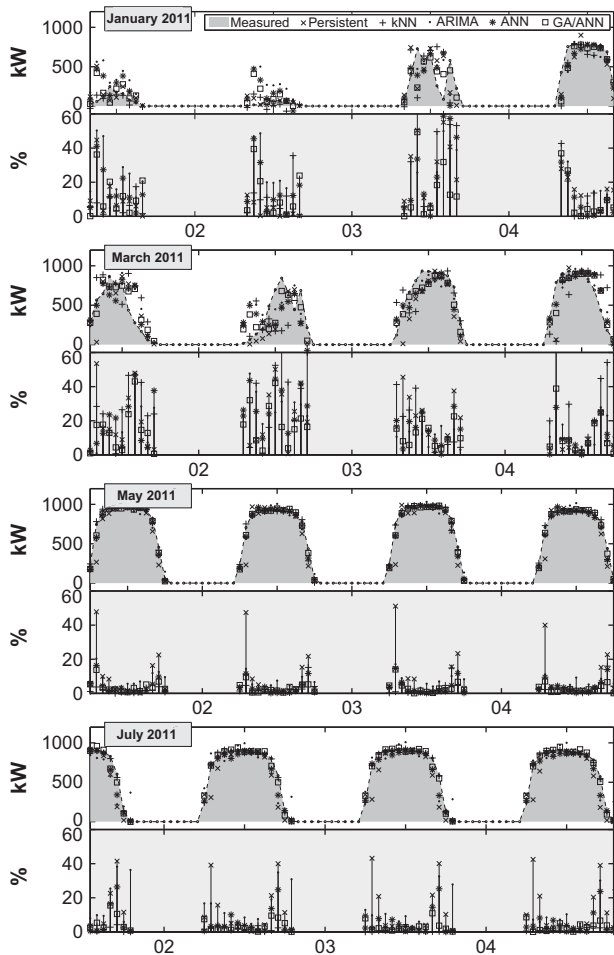 January 2011
Measured × Persistent + kNN · ARIMA ✳ ANN □ GA/ANN
kW
1000
500
0
%
60
40
20
0
02 03 04
March 2011
kW
1000
500
0
%
60
40
20
0
02 03 04
May 2011
kW
1000
500
0
%
60
40
20
0
02 03 04
July 2011
kW
1000
500
0
%
60
40
20
0
02 03 04